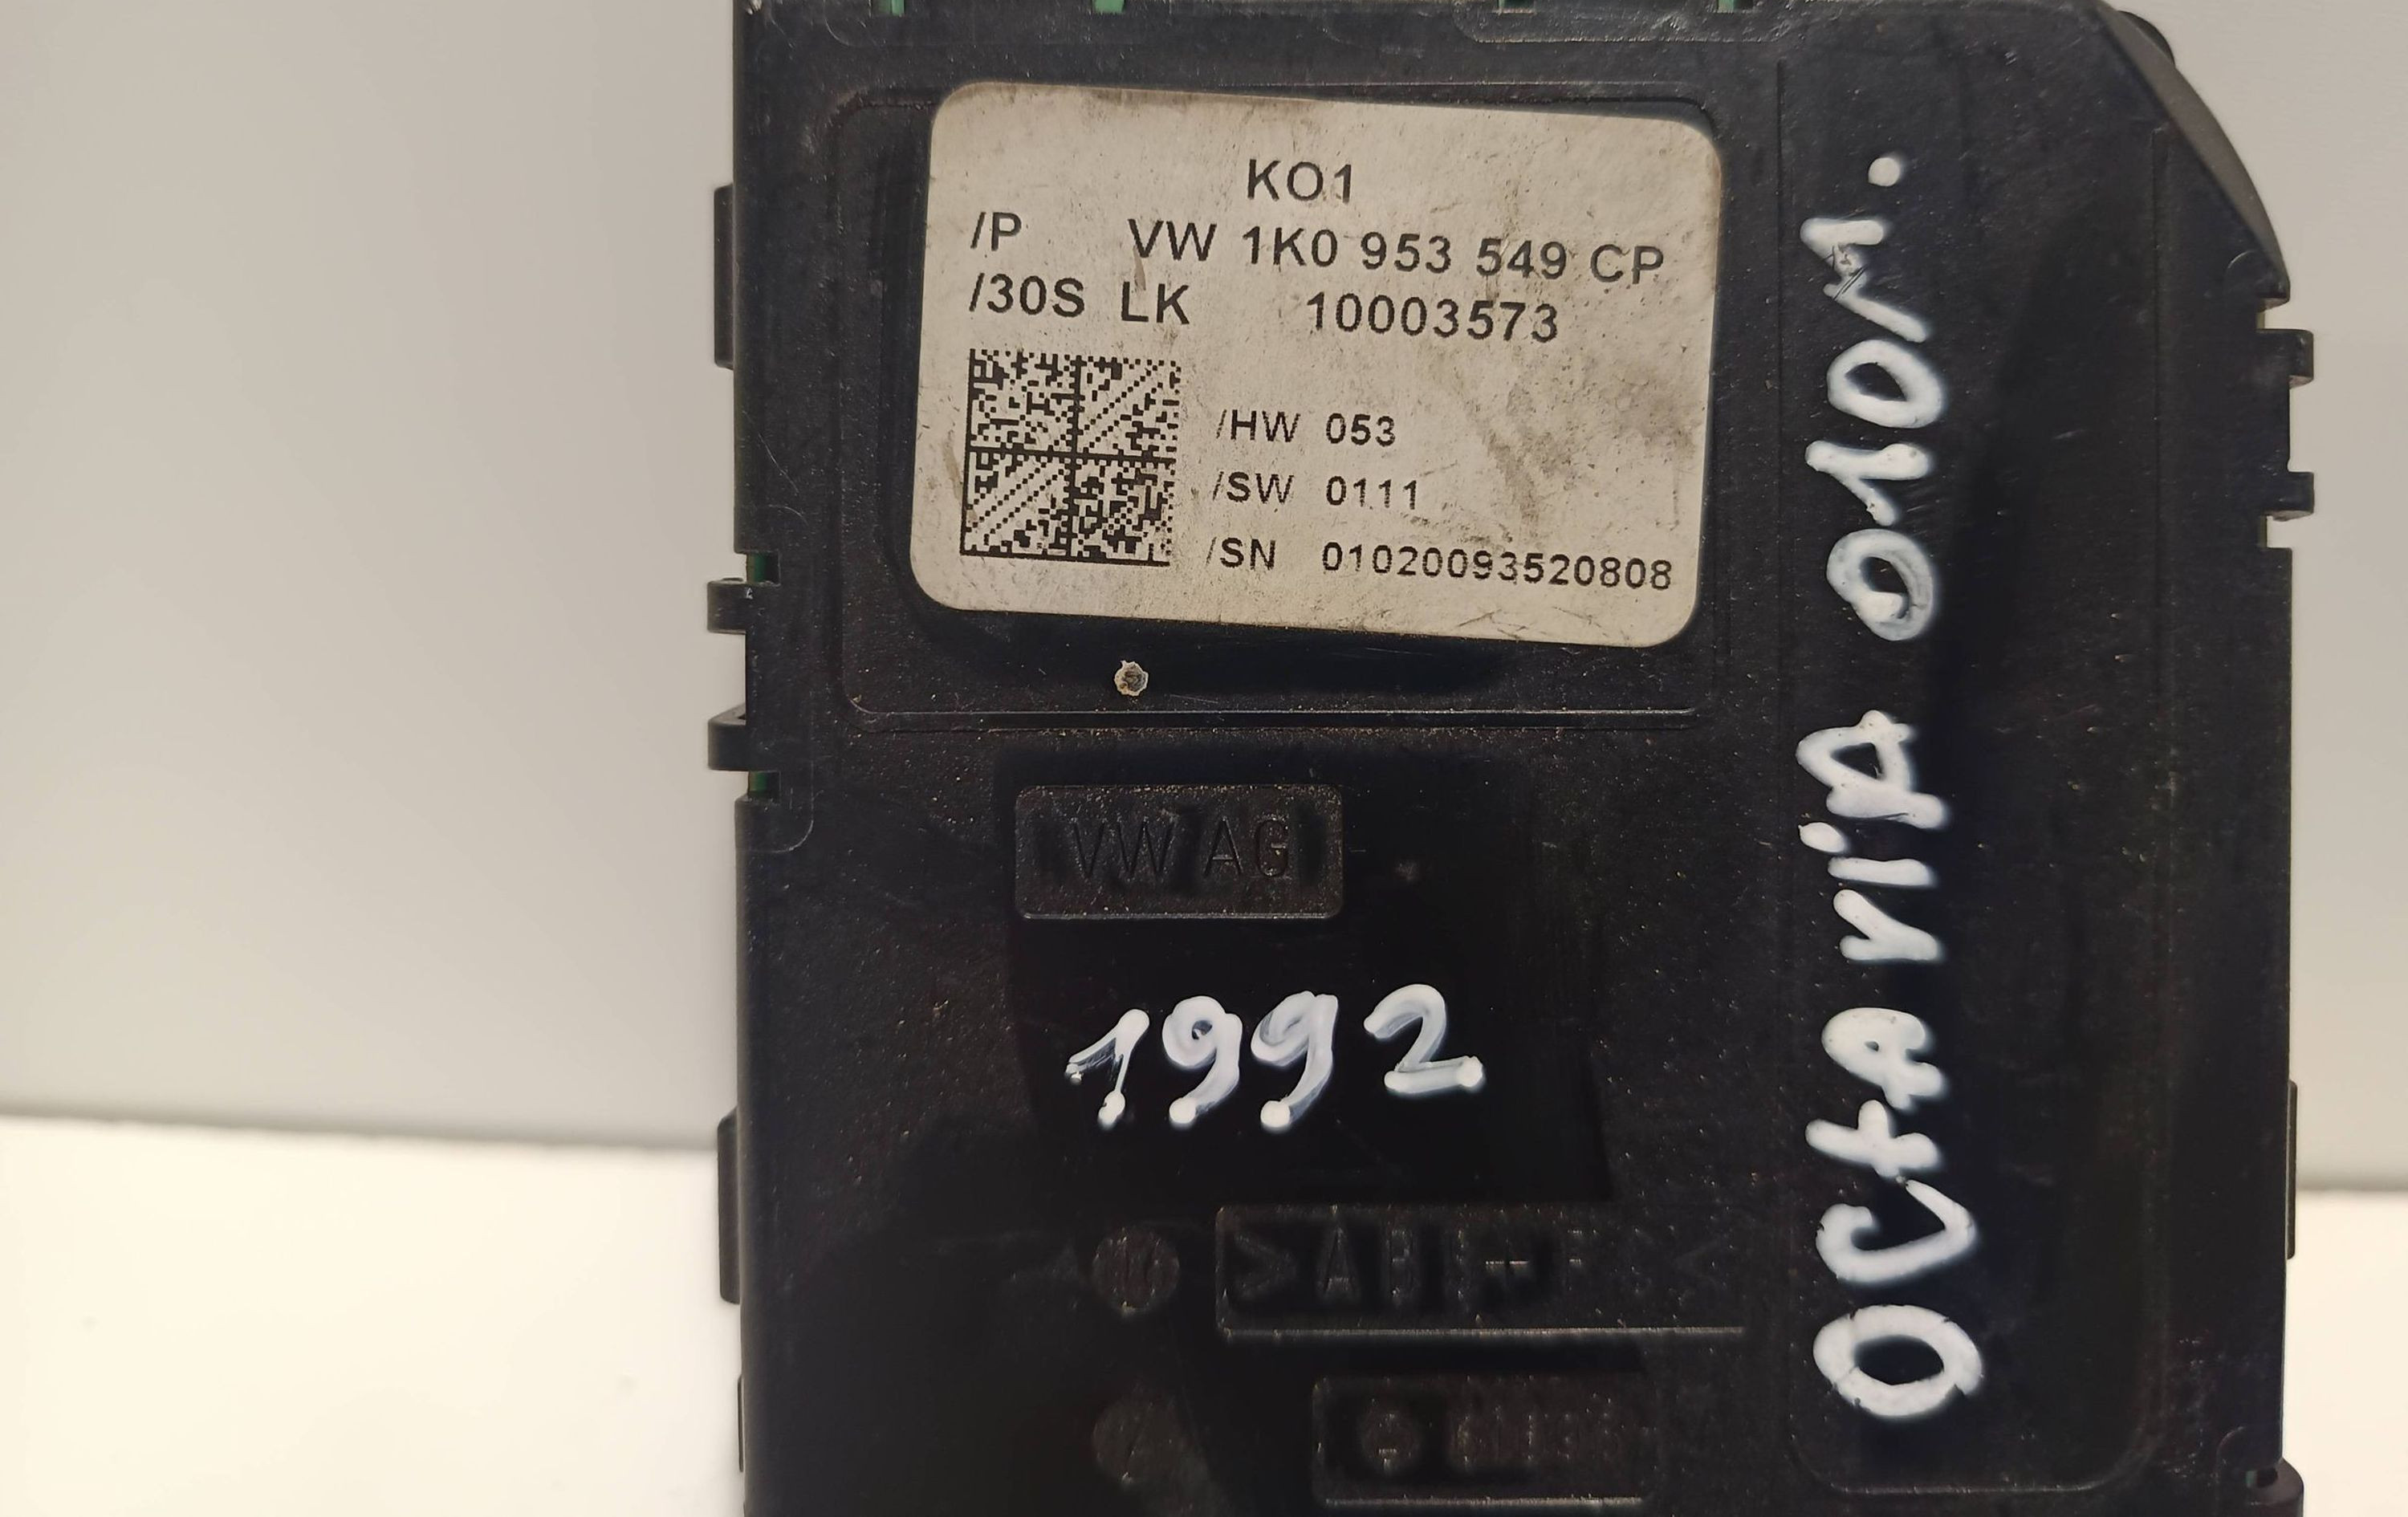 KO1
/P VW 1K0 953 549 CP
/30S LK 10003573
/HW 053
/SW 0111
/SN 01020093520808
VW AG
1992
OCtAViA 010M.